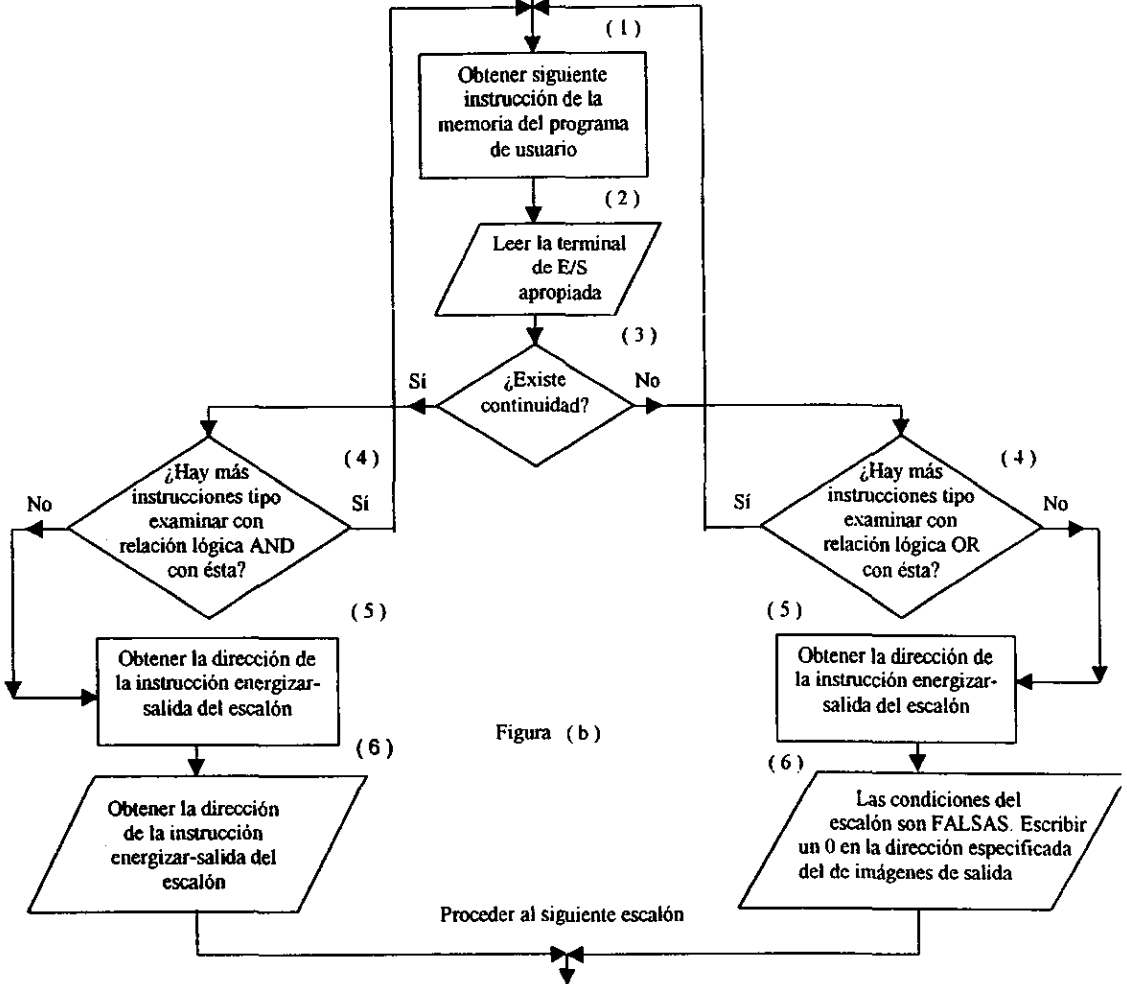 ( 1 )
Obtener siguiente
instrucción de la
memoria del programa
de usuario
( 2 )
Leer la terminal
de E/S
apropiada
( 3 )
¿Existe
continuidad?
Sí
No
( 4 )
¿Hay más
instrucciones tipo
examinar con
relación lógica AND
con ésta?
No
Sí
( 4 )
¿Hay más
instrucciones tipo
examinar con
relación lógica OR
con ésta?
Sí
No
( 5 )
Obtener la dirección de
la instrucción energizar-
salida del escalón
( 5 )
Obtener la dirección de
la instrucción energizar-
salida del escalón
Figura ( b )
( 6 )
Obtener la dirección
de la instrucción
energizar-salida del
escalón
( 6 )
Las condiciones del
escalón son FALSAS. Escribir
un 0 en la dirección especificada
del de imágenes de salida
Proceder al siguiente escalón